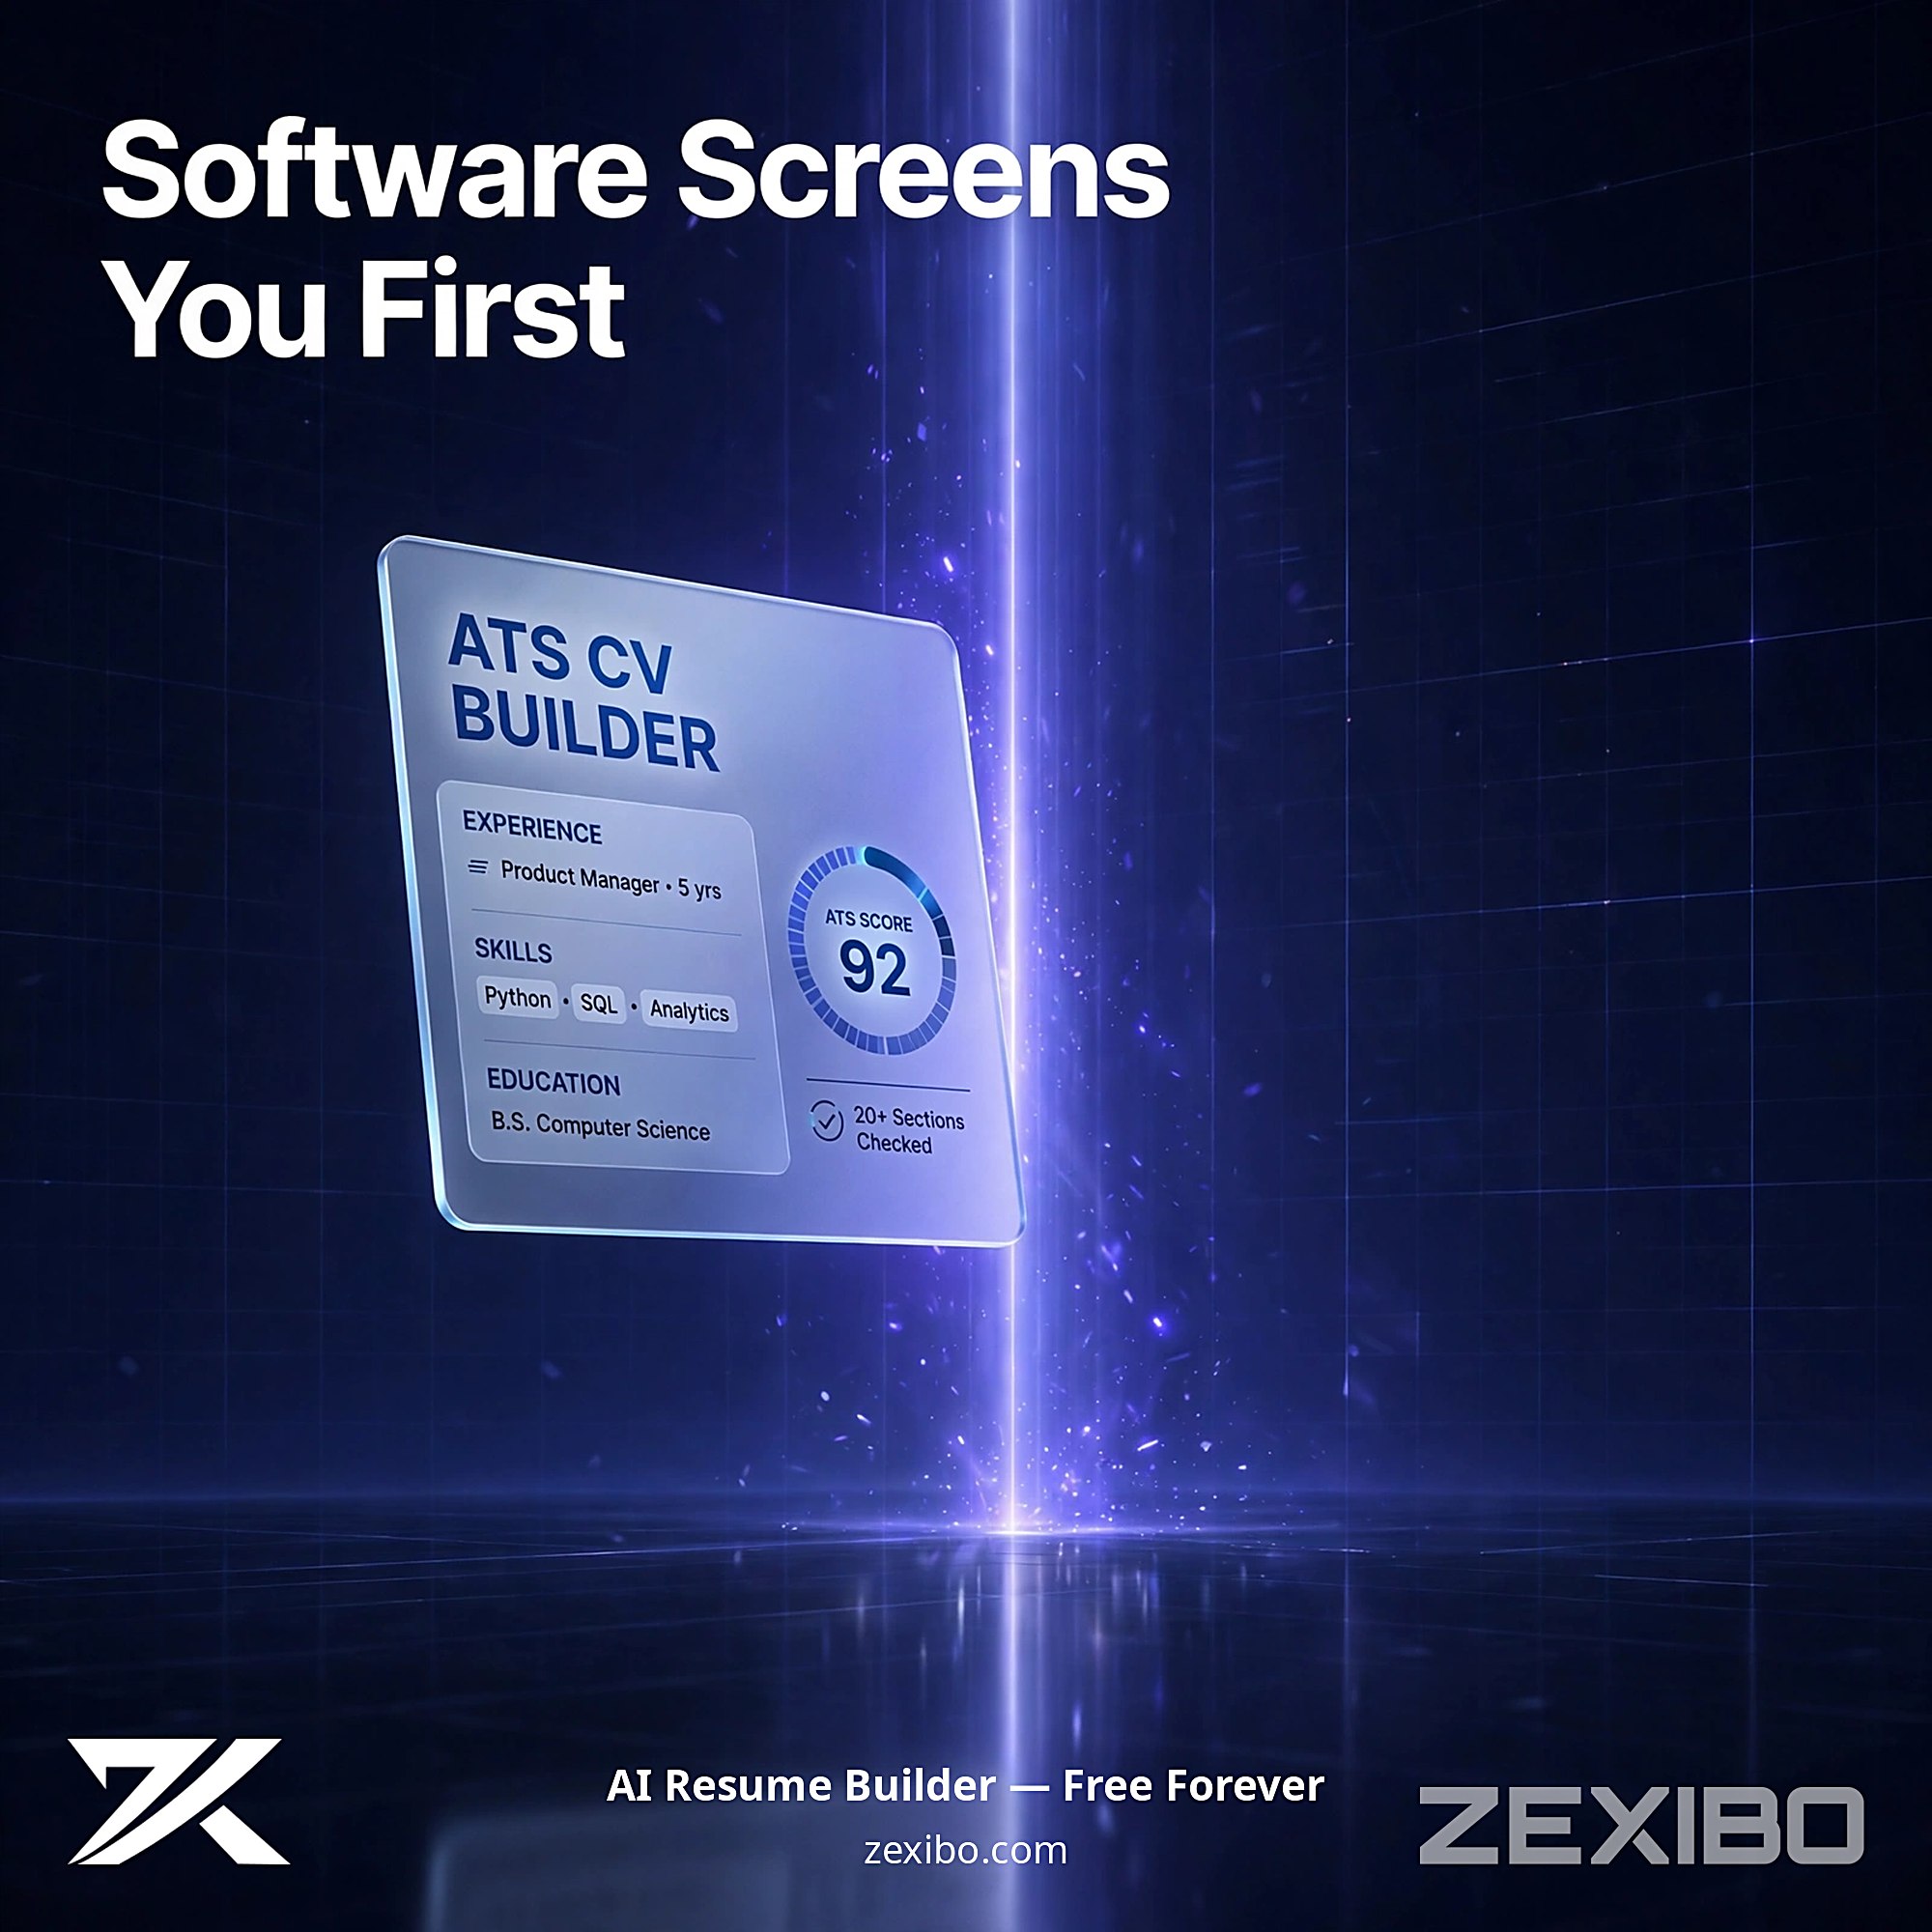 Software Screens
You First
ATS CV
BUILDER
EXPERIENCE
Product Manager • 5 yrs
SKILLS
Python • SQL • Analytics
EDUCATION
B.S. Computer Science
ATS SCORE
92
20+ Sections
Checked
AI Resume Builder — Free Forever
zexibo.com
ZEXIBO